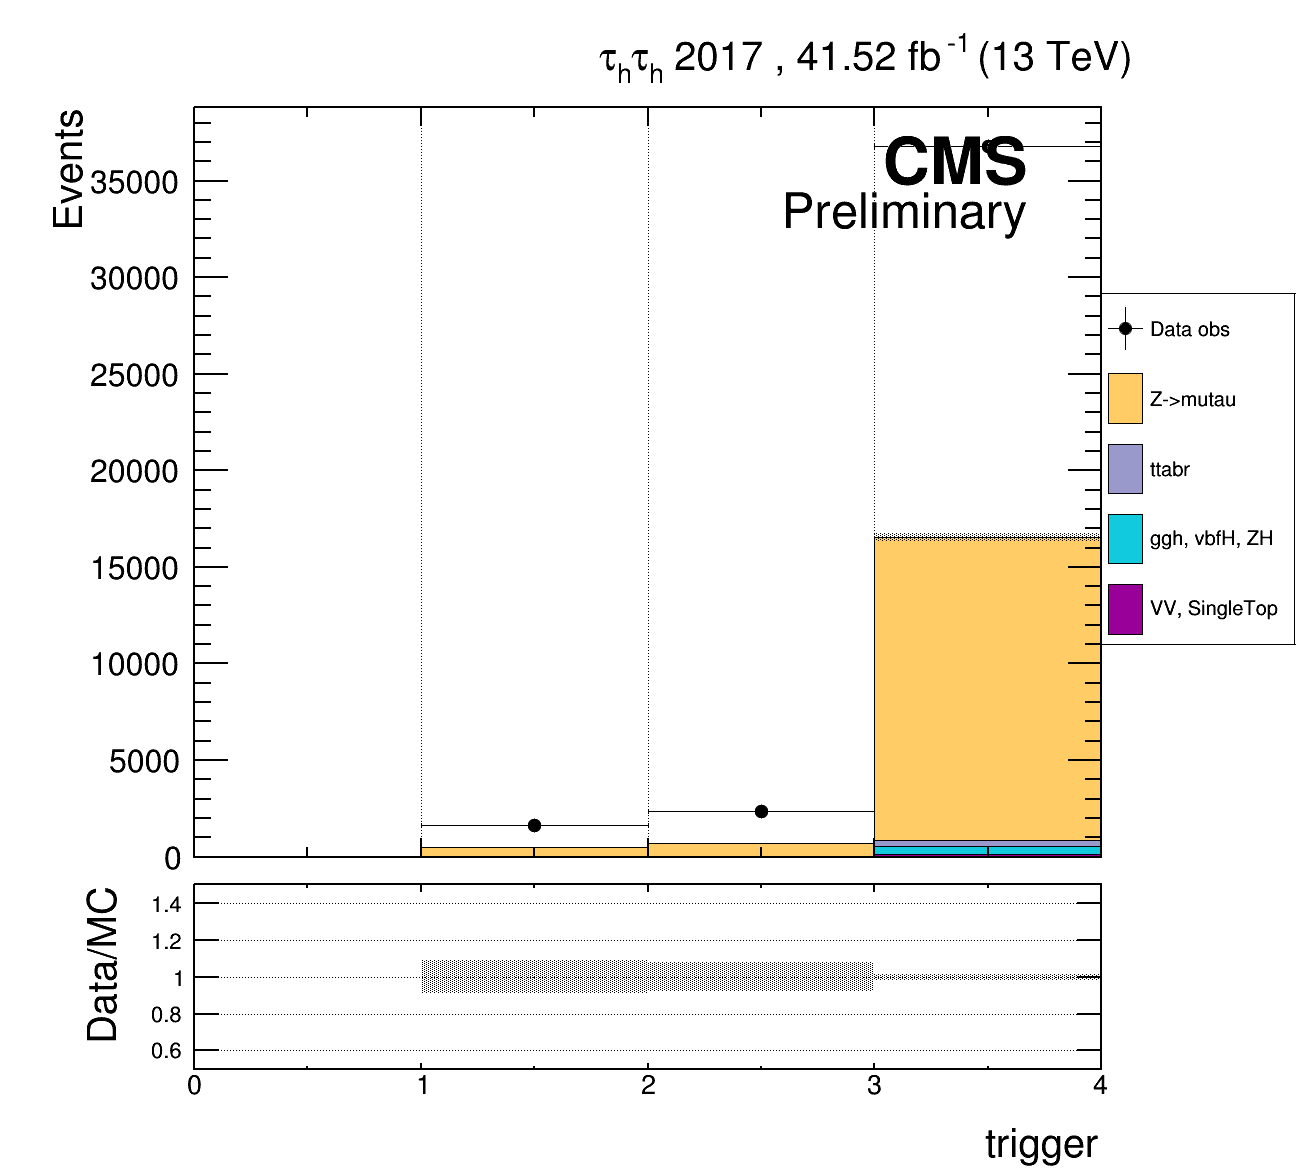 τhτh 2017 , 41.52 fb-1 (13 TeV)
Events
CMS
Preliminary
35000
30000
25000
20000
15000
10000
5000
0
Data obs
Z->mutau
ttabr
ggh, vbfH, ZH
VV, SingleTop
Data/MC
1.4
1.2
1
0.8
0.6
0 1 2 3 4
trigger